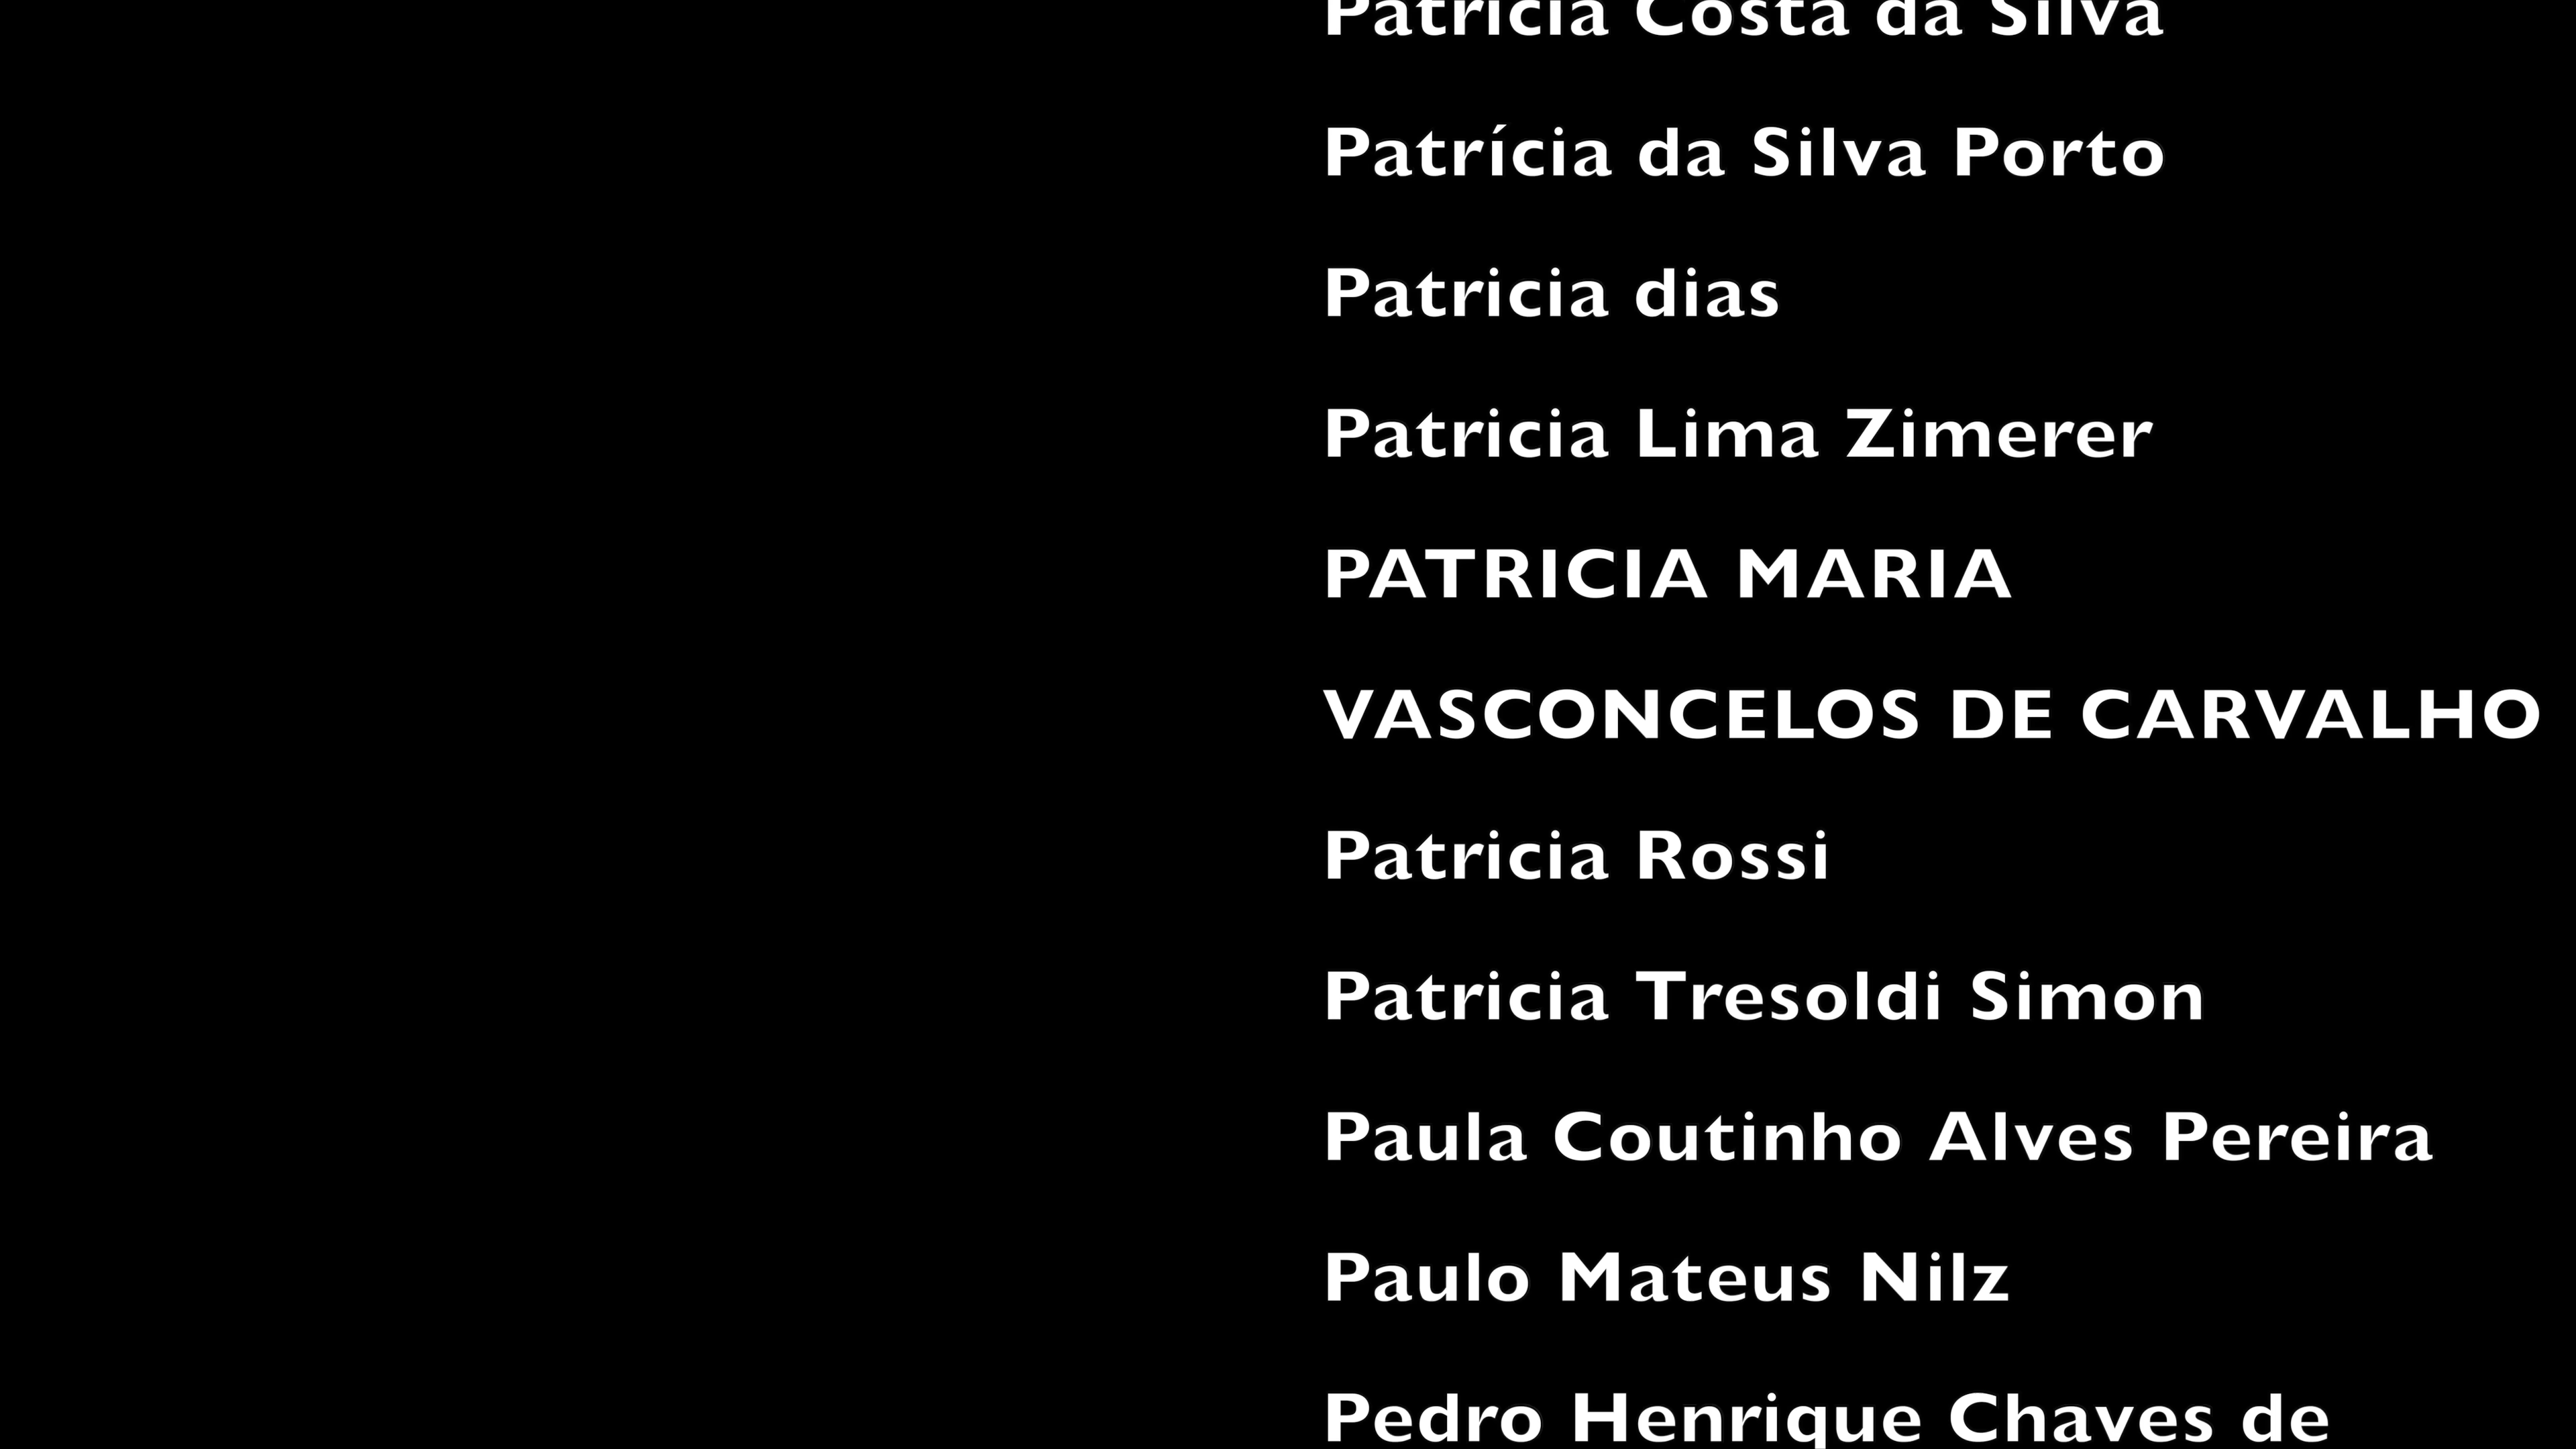 Patricia Costa da Silva
Patrícia da Silva Porto
Patricia dias
Patricia Lima Zimerer
PATRICIA MARIA
VASCONCELOS DE CARVALHO
Patricia Rossi
Patricia Tresoldi Simon
Paula Coutinho Alves Pereira
Paulo Mateus Nilz
Pedro Henrique Chaves de